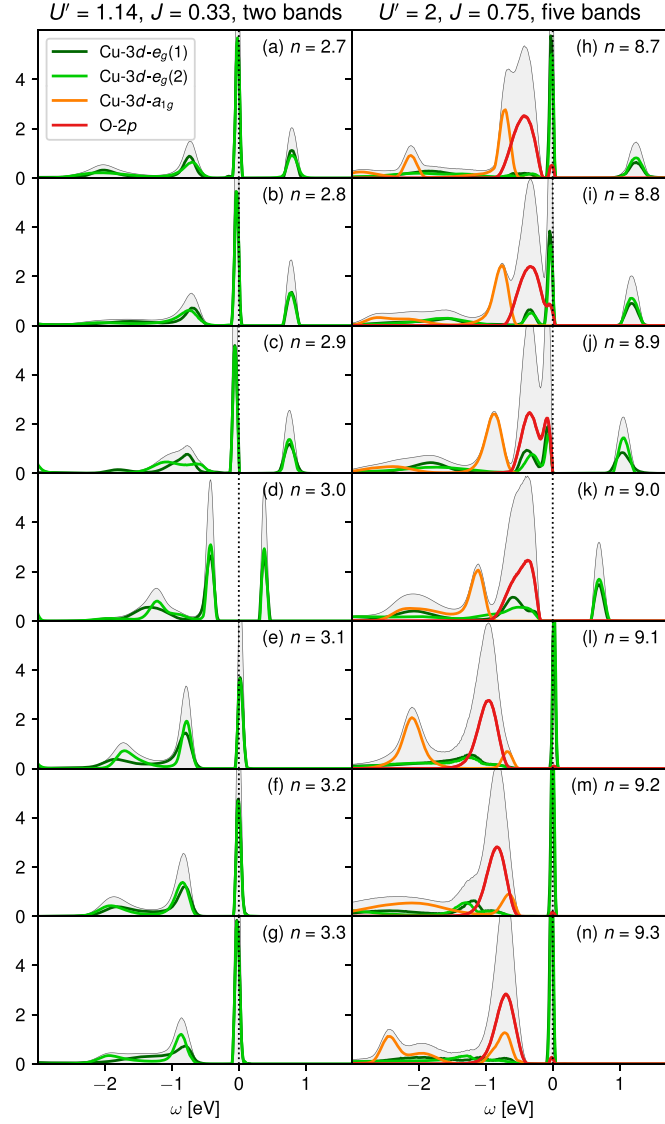 U′ = 1.14, J = 0.33, two bands
U′ = 2, J = 0.75, five bands
Cu-3d-e_g(1)
Cu-3d-e_g(2)
Cu-3d-a_{1g}
O-2p
(a) n = 2.7
(h) n = 8.7
(b) n = 2.8
(i) n = 8.8
(c) n = 2.9
(j) n = 8.9
(d) n = 3.0
(k) n = 9.0
(e) n = 3.1
(l) n = 9.1
(f) n = 3.2
(m) n = 9.2
(g) n = 3.3
(n) n = 9.3
4
2
0
4
2
0
4
2
0
4
2
0
4
2
0
4
2
0
4
2
0
−2 −1 0 1
−2 −1 0 1
ω [eV]
ω [eV]